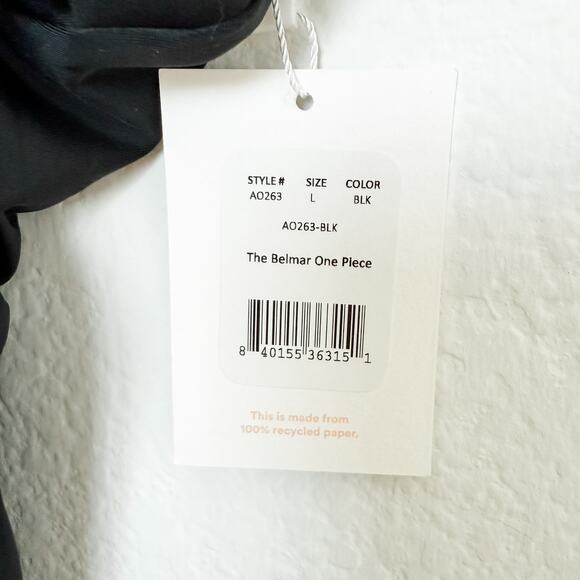 STYLE # SIZE COLOR
AO263 L BLK
AO263-BLK
The Belmar One Piece
8 40155 36315 1
This is made from
100% recycled paper.